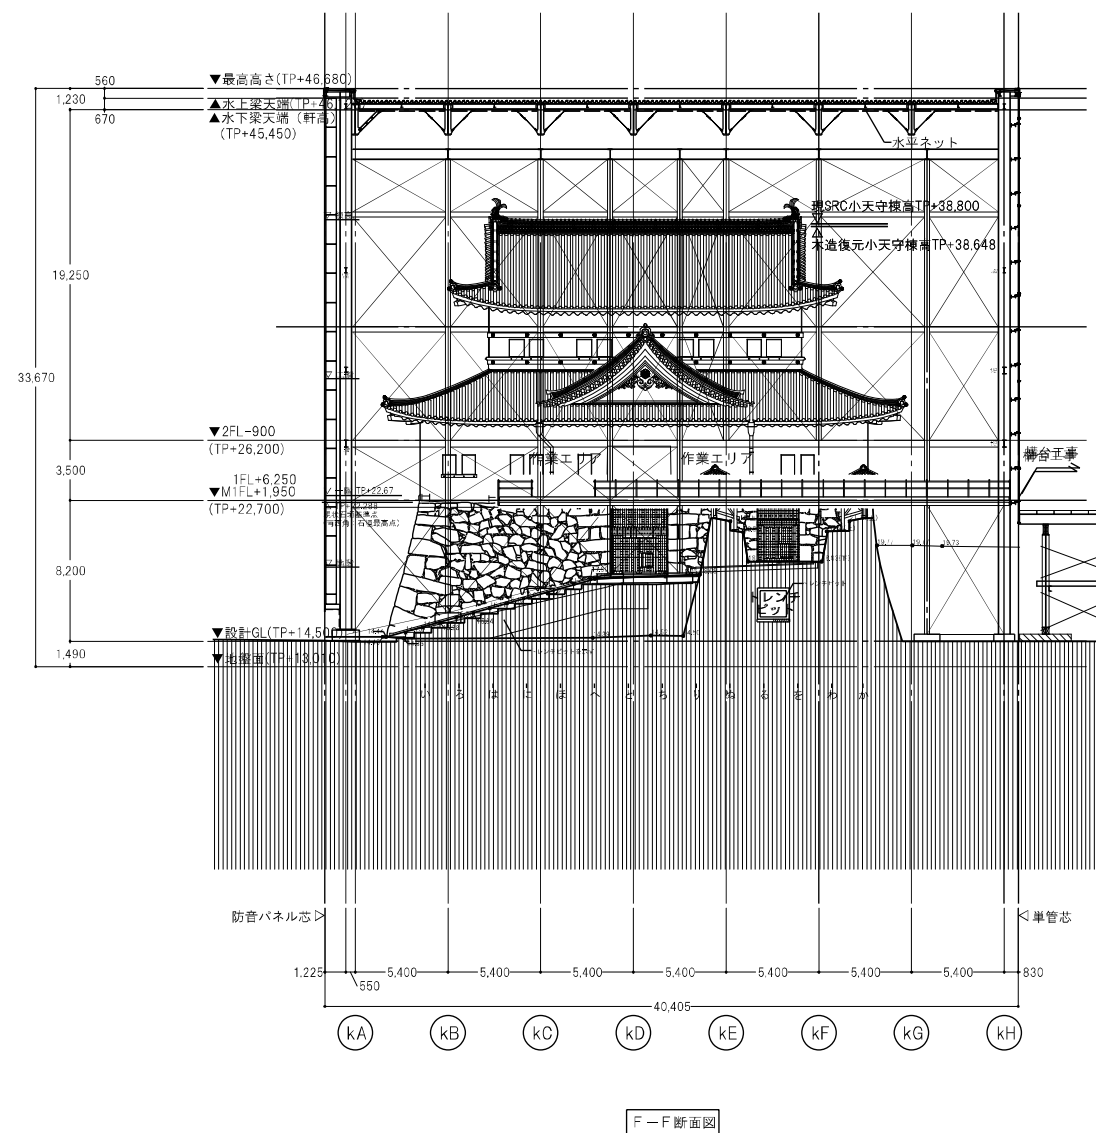 560
▼最高高さ(TP+46,680)
1,230
▲水上梁天端(TP+46
670
▲水下梁天端（軒高）
(TP+45,450)
水平ネット
現SRC小天守棟高TP+38,800
木造復元小天守棟高TP+38,648
19,250
33,670
▼2FL-900
(TP+26,200)
作業エリア
作業エリア
構台工事
3,500
1FL+6,250
▼M1FL+1,950
(TP+22,700)
8,200
19.73
トレンチ
ピット
▼設計GL(TP+14,500
1,490
▼地盤面(TP+13,010)
い ろ は に ほ へ と ち り ぬ る を わ か
防音パネル芯
単管芯
1,225
550
5,400
5,400
5,400
5,400
5,400
5,400
5,400
830
40,405
kA
kB
kC
kD
kE
kF
kG
kH
F－F断面図